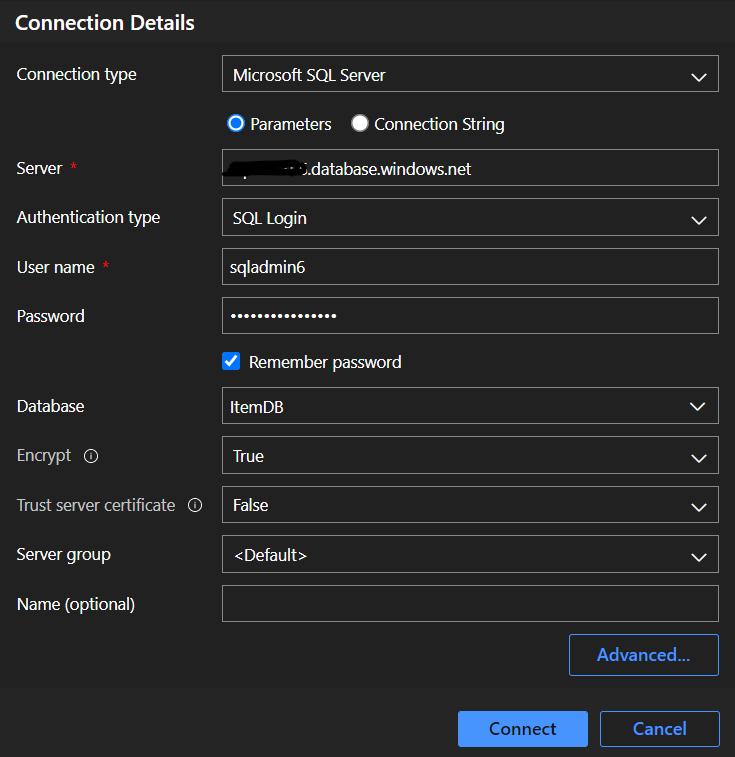 Connection Details
Connection type
Microsoft SQL Server
Parameters
Connection String
Server *
.database.windows.net
Authentication type
SQL Login
User name *
sqladmin6
Password
••••••••••••••••
Remember password
Database
ItemDB
Encrypt
True
Trust server certificate
False
Server group
<Default>
Name (optional)
Advanced...
Connect
Cancel